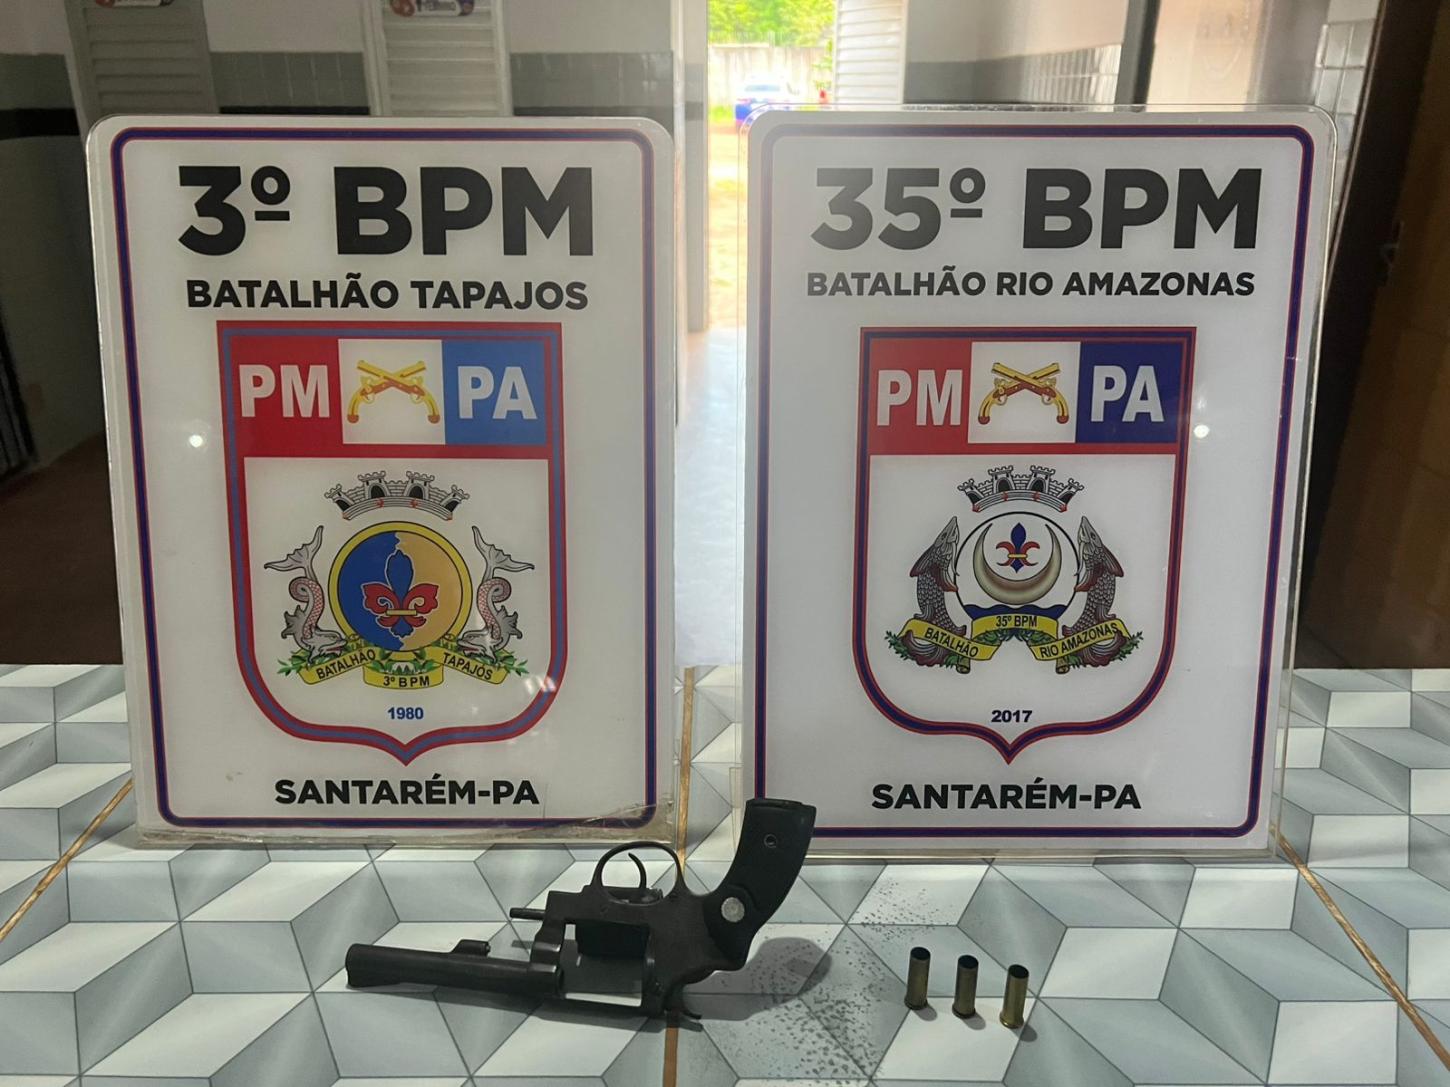 3º BPM
BATALHÃO TAPAJOS
PM PA
BATALHÃO TAPAJÓS
3º BPM
1980
SANTARÉM-PA
35º BPM
BATALHÃO RIO AMAZONAS
PM PA
35º BPM
BATALHÃO RIO AMAZONAS
2017
SANTARÉM-PA